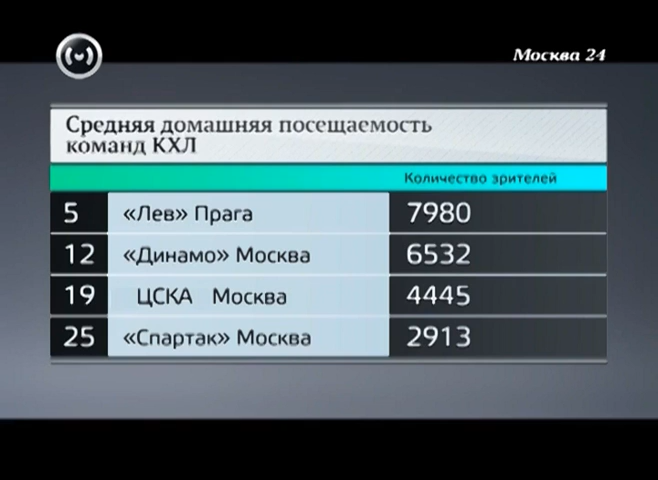 Москва 24
Средняя домашняя посещаемость
команд КХЛ
Количество зрителей
5 «Лев» Прага 7980
12 «Динамо» Москва 6532
19 ЦСКА Москва 4445
25 «Спартак» Москва 2913